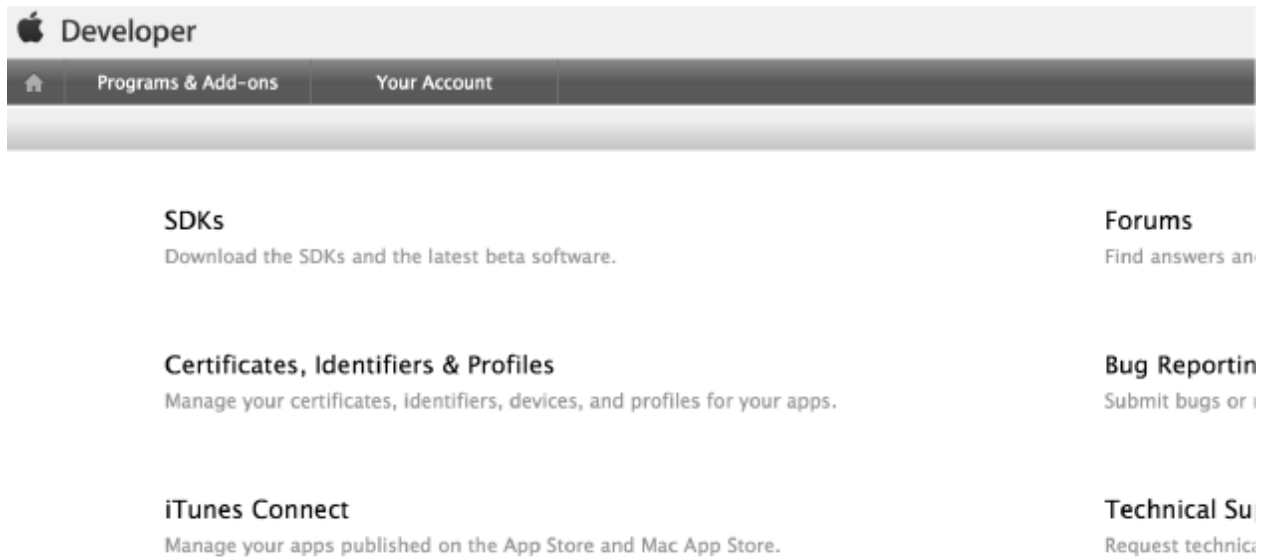 Developer
Programs & Add-ons
Your Account
SDKs
Download the SDKs and the latest beta software.
Forums
Find answers
Certificates, Identifiers & Profiles
Manage your certificates, identifiers, devices, and profiles for your apps.
Bug
Submit bugs or
iTunes Connect
Manage your apps published on the App Store and Mac App Store.
Technical
Request